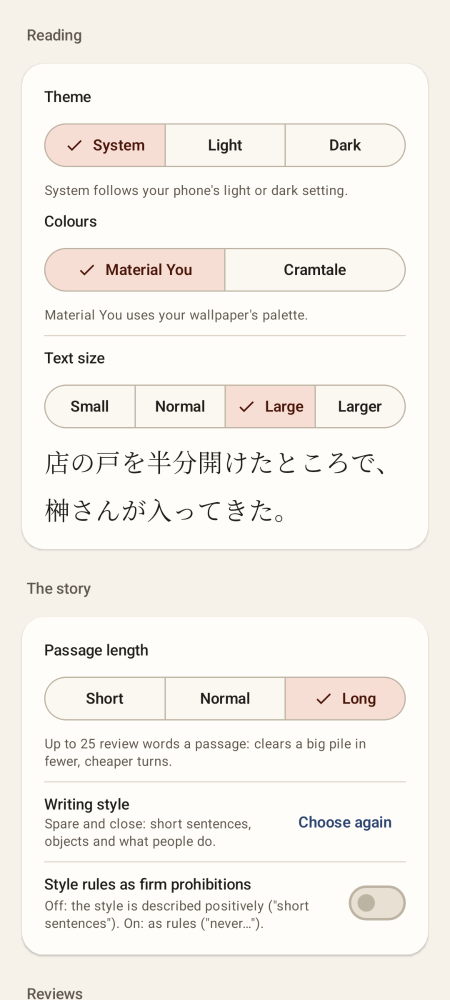 Reading
Theme
System Light Dark
System follows your phone's light or dark setting.
Colours
Material You Cramtale
Material You uses your wallpaper's palette.
Text size
Small Normal Large Larger
店の戸を半分開けたところで、
榊さんが入ってきた。
The story
Passage length
Short Normal Long
Up to 25 review words a passage: clears a big pile in
fewer, cheaper turns.
Writing style
Spare and close: short sentences,
objects and what people do.
Choose again
Style rules as firm prohibitions
Off: the style is described positively ("short
sentences"). On: as rules ("never…").
Reviews